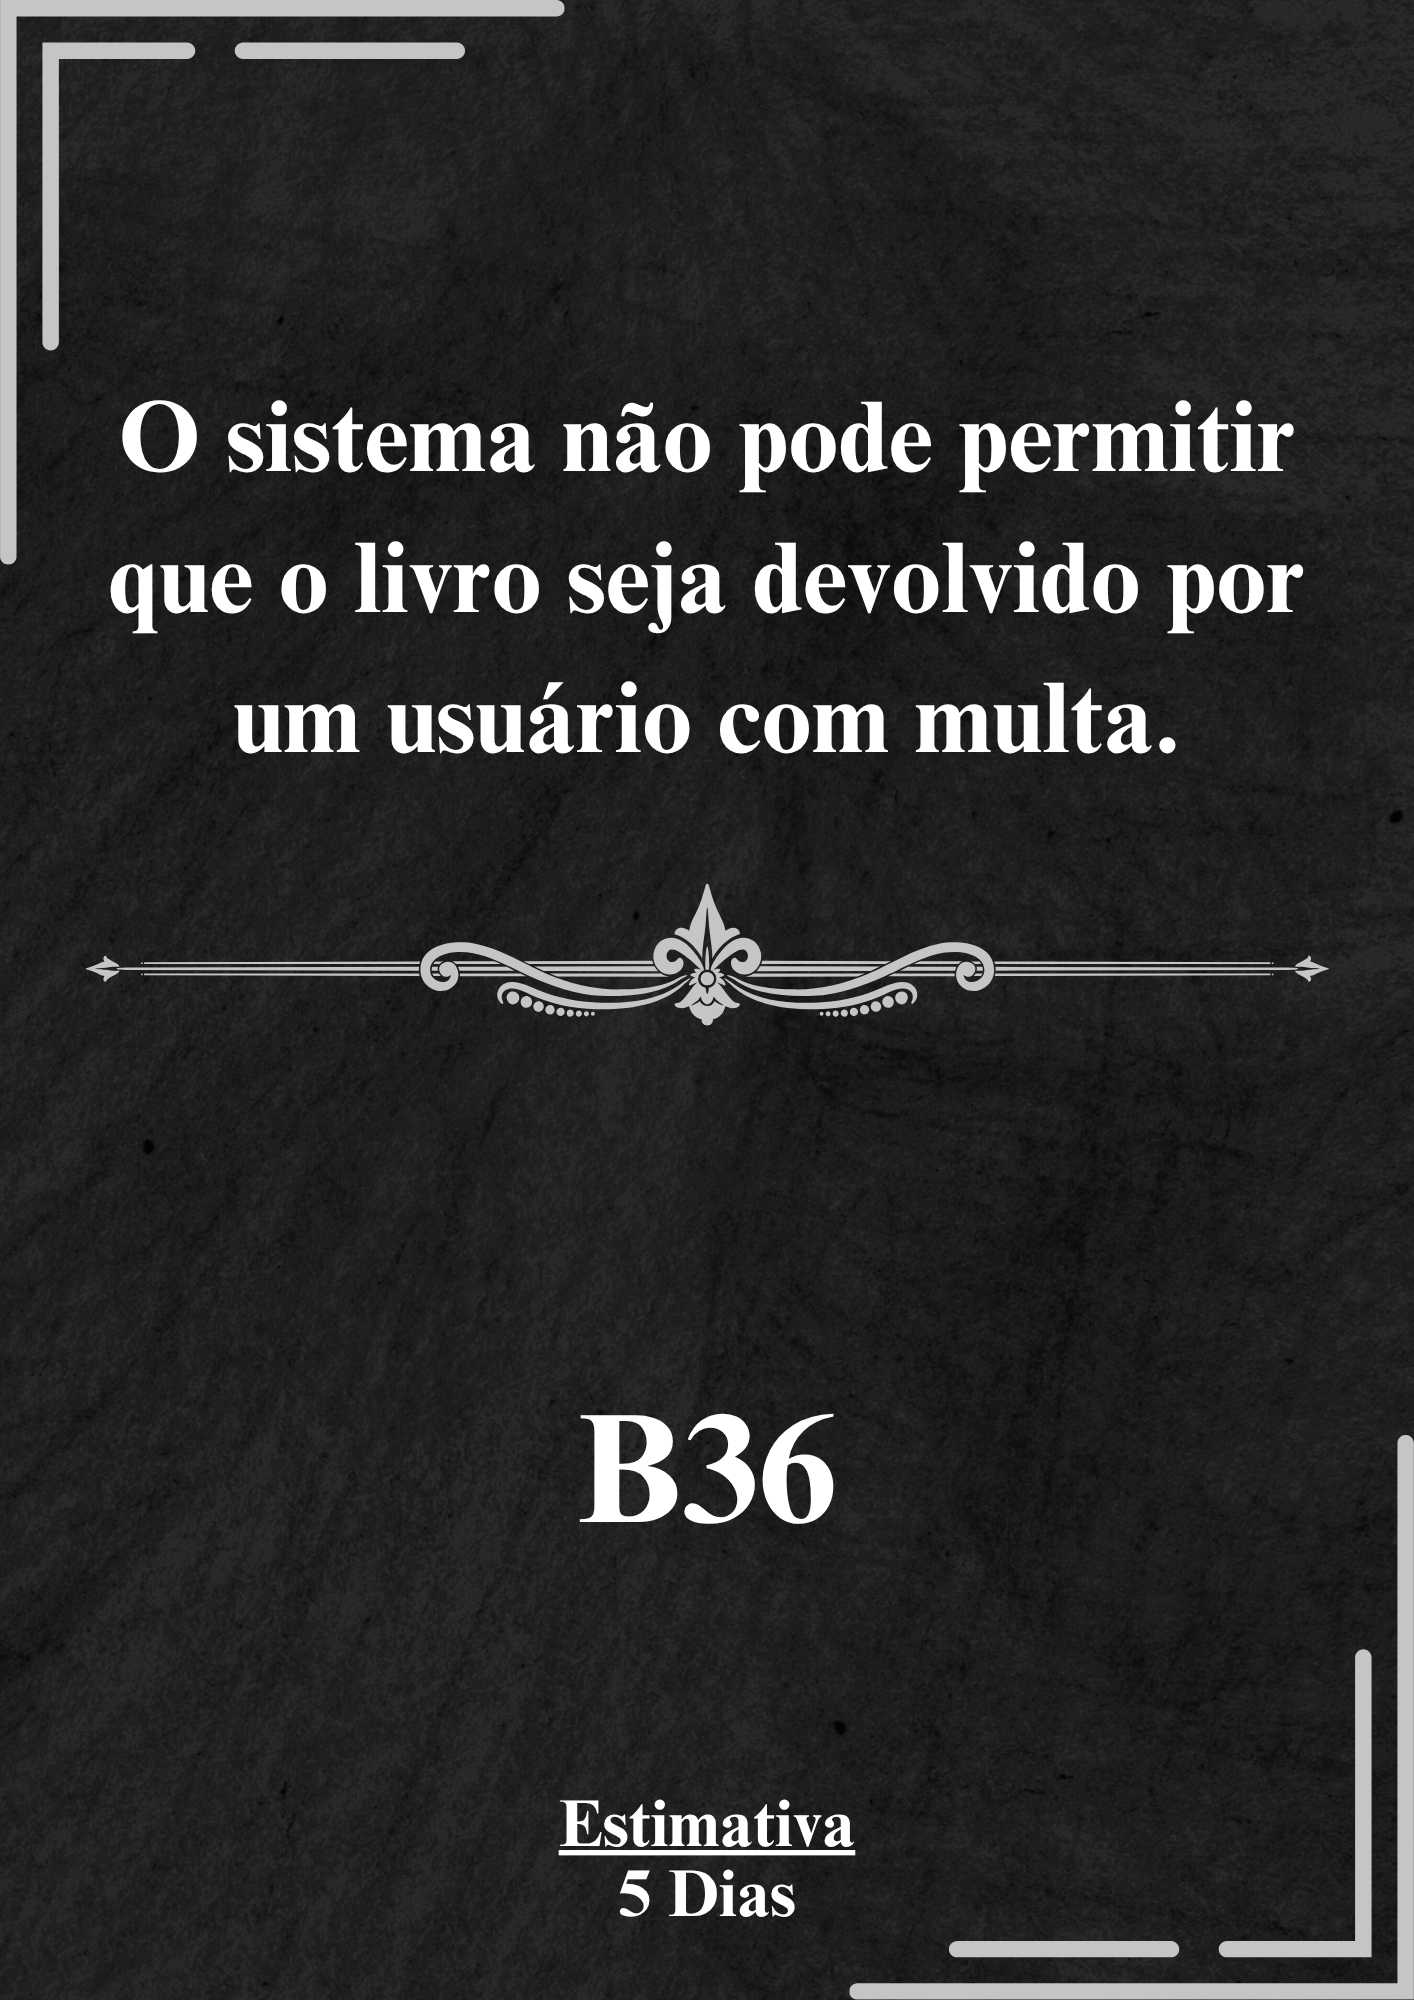 O sistema não pode permitir
que o livro seja devolvido por
um usuário com multa.
B36
Estimativa
5 Dias